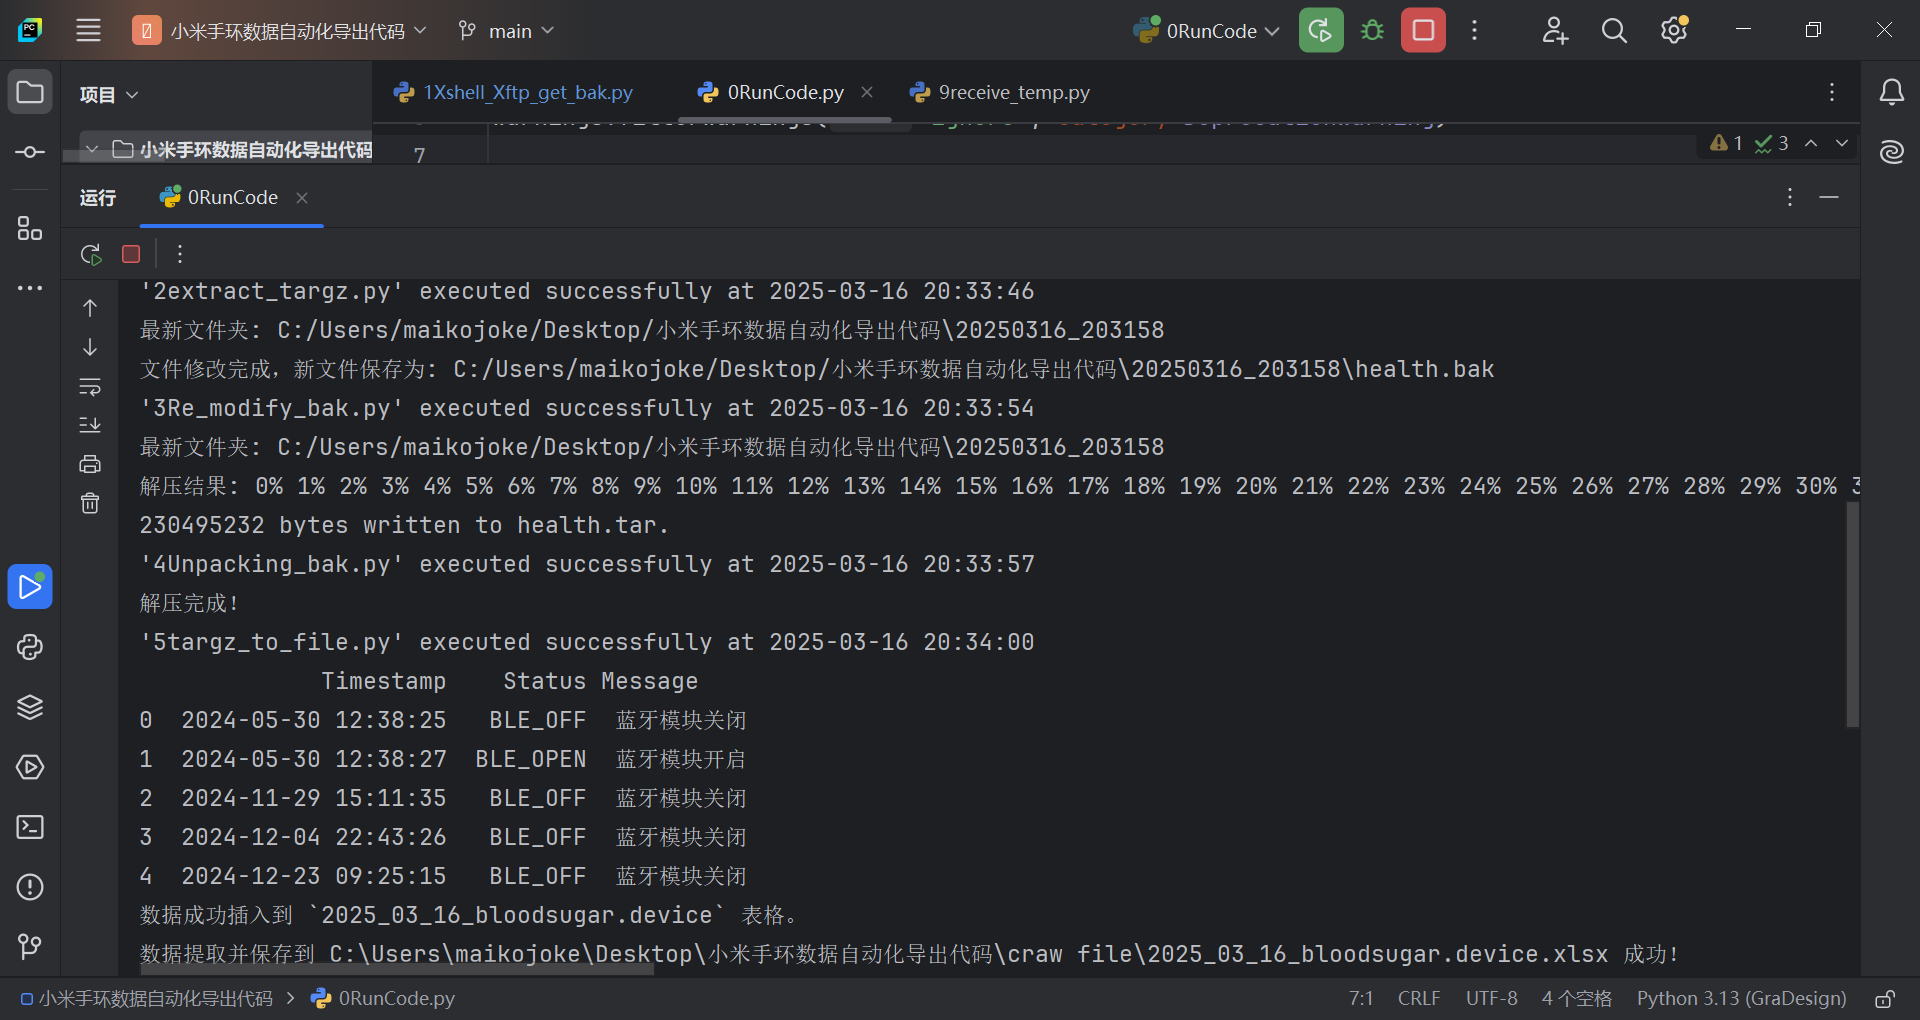 小米手环数据自动化导出代码
main
0RunCode
项目
1Xshell_Xftp_get_bak.py
0RunCode.py
9receive_temp.py
小米手环数据自动化导出代码
7
1
3
运行
0RunCode
'2extract_targz.py' executed successfully at 2025-03-16 20:33:46
最新文件夹: C:/Users/maikojoke/Desktop/小米手环数据自动化导出代码\20250316_203158
文件修改完成，新文件保存为: C:/Users/maikojoke/Desktop/小米手环数据自动化导出代码\20250316_203158\health.bak
'3Re_modify_bak.py' executed successfully at 2025-03-16 20:33:54
最新文件夹: C:/Users/maikojoke/Desktop/小米手环数据自动化导出代码\20250316_203158
解压结果: 0% 1% 2% 3% 4% 5% 6% 7% 8% 9% 10% 11% 12% 13% 14% 15% 16% 17% 18% 19% 20% 21% 22% 23% 24% 25% 26% 27% 28% 29% 30%
230495232 bytes written to health.tar.
'4Unpacking_bak.py' executed successfully at 2025-03-16 20:33:57
解压完成!
'5targz_to_file.py' executed successfully at 2025-03-16 20:34:00
Timestamp Status Message
0 2024-05-30 12:38:25 BLE_OFF 蓝牙模块关闭
1 2024-05-30 12:38:27 BLE_OPEN 蓝牙模块开启
2 2024-11-29 15:11:35 BLE_OFF 蓝牙模块关闭
3 2024-12-04 22:43:26 BLE_OFF 蓝牙模块关闭
4 2024-12-23 09:25:15 BLE_OFF 蓝牙模块关闭
数据成功插入到 `2025_03_16_bloodsugar.device` 表格。
数据提取并保存到 C:\Users\maikojoke\Desktop\小米手环数据自动化导出代码\craw file\2025_03_16_bloodsugar.device.xlsx 成功!
小米手环数据自动化导出代码 > 0RunCode.py
7:1 CRLF UTF-8 4 个空格 Python 3.13 (GraDesign)